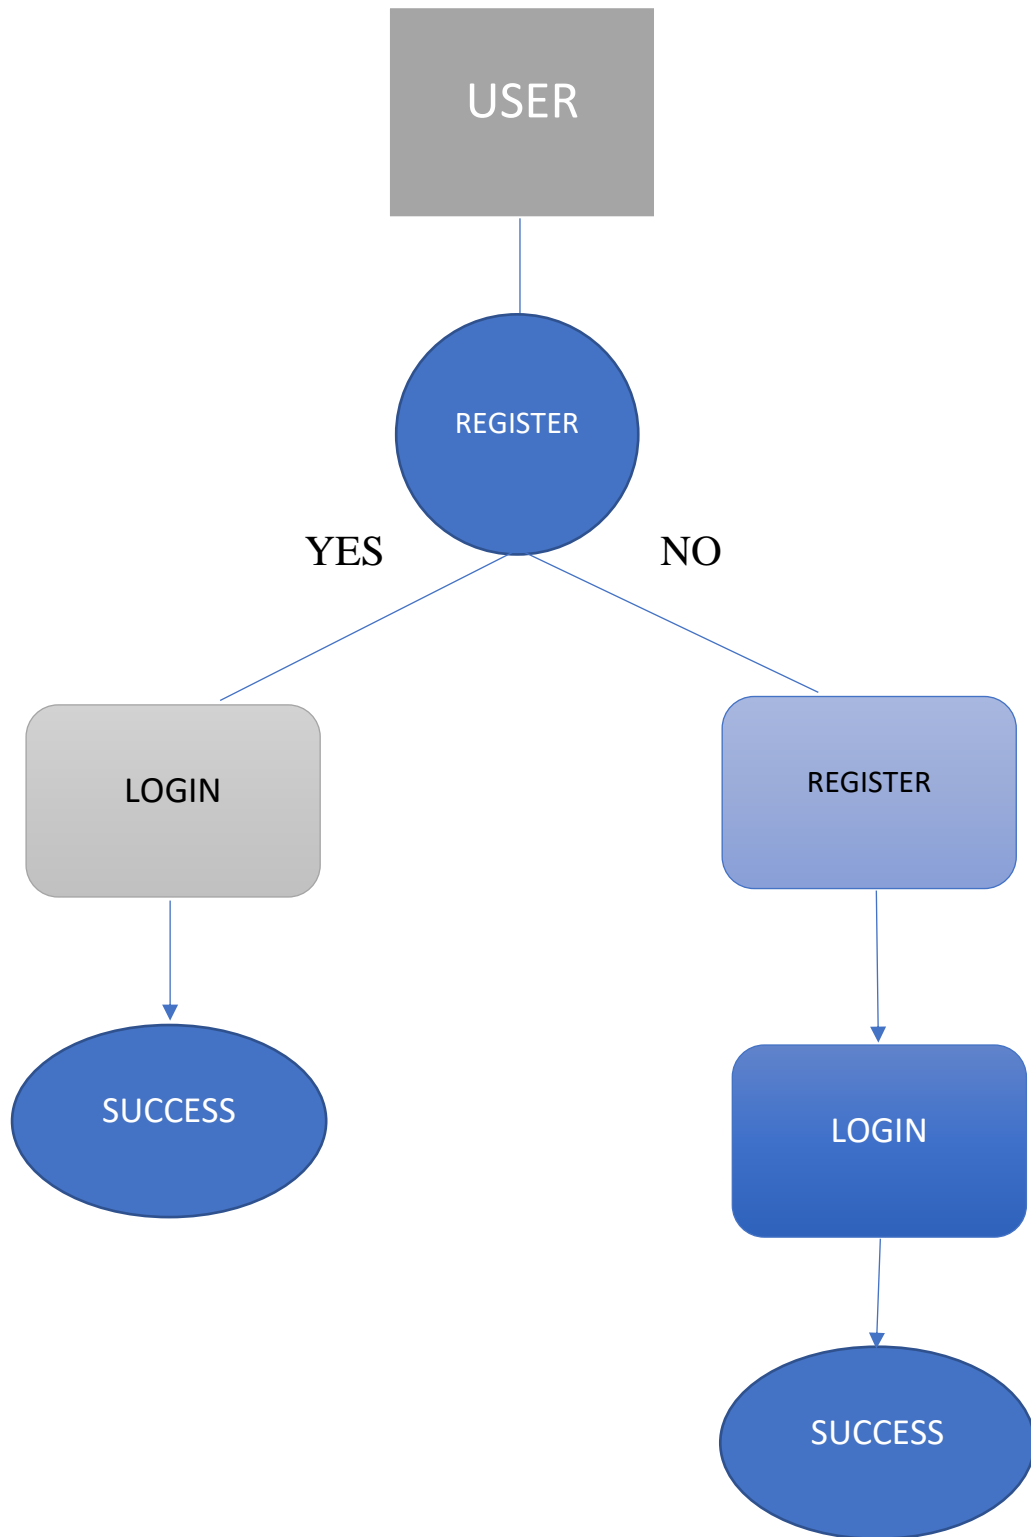 USER
REGISTER
YES
NO
LOGIN
REGISTER
SUCCESS
LOGIN
SUCCESS